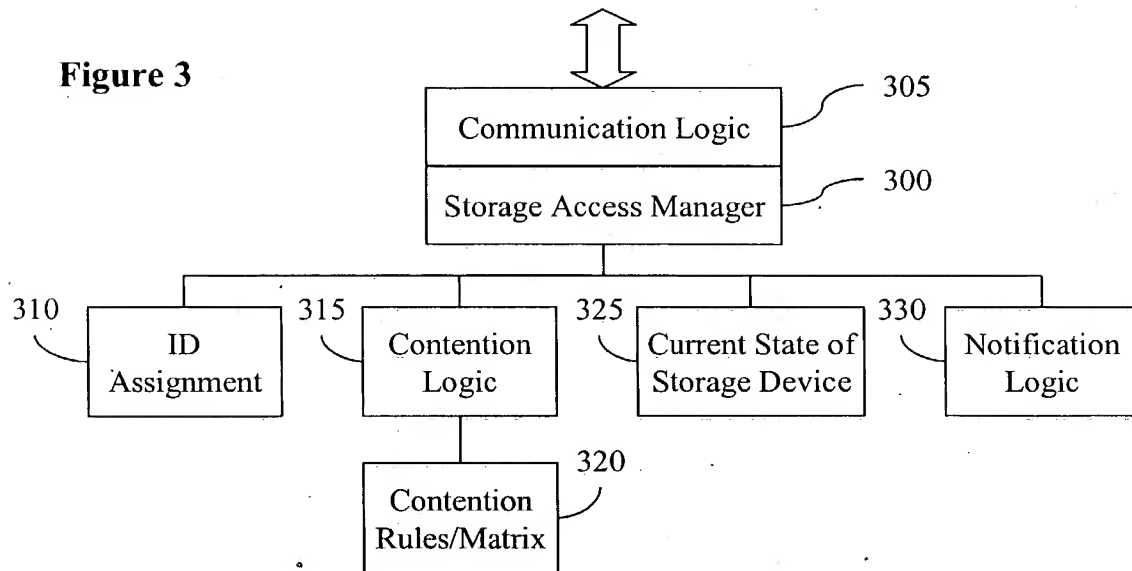 Figure 3
305
Communication Logic
300
Storage Access Manager
310
ID
Assignment
315
Contention
Logic
325
Current State of
Storage Device
330
Notification
Logic
320
Contention
Rules/Matrix